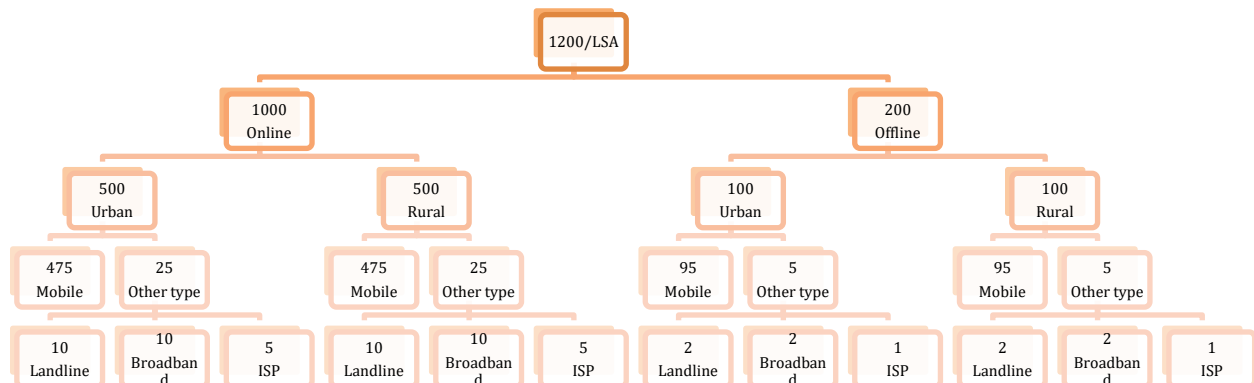 1200/LSA
1000
Online
200
Offline
500
Urban
500
Rural
100
Urban
100
Rural
475
Mobile
25
Other type
475
Mobile
25
Other type
95
Mobile
5
Other type
95
Mobile
5
Other type
10
Landline
10
Broadban
d
5
ISP
10
Landline
10
Broadban
d
5
ISP
2
Landline
2
Broadban
d
1
ISP
2
Landline
2
Broadban
d
1
ISP